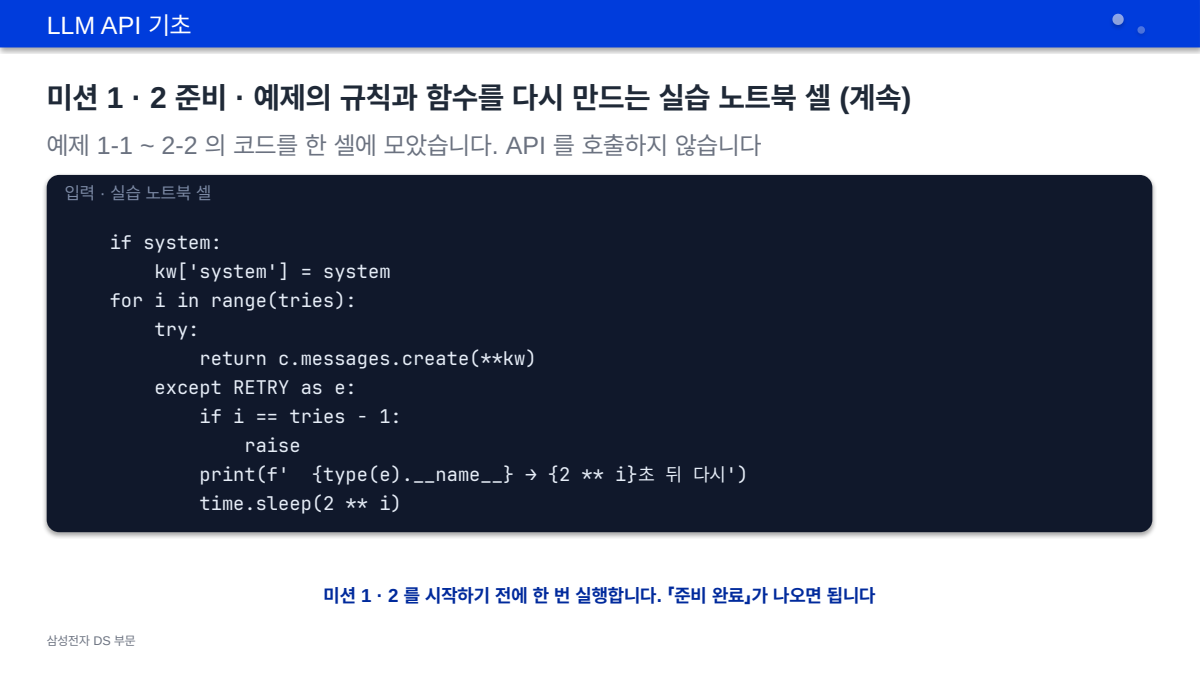 LLM API 기초
미션 1 · 2 준비 · 예제의 규칙과 함수를 다시 만드는 실습 노트북 셀 (계속)
예제 1-1 ~ 2-2 의 코드를 한 셀에 모았습니다. API 를 호출하지 않습니다
입력 · 실습 노트북 셀
    if system:
        kw['system'] = system
    for i in range(tries):
        try:
            return c.messages.create(**kw)
        except RETRY as e:
            if i == tries - 1:
                raise
            print(f'  {type(e).__name__} → {2 ** i}초 뒤 다시')
            time.sleep(2 ** i)
미션 1 · 2 를 시작하기 전에 한 번 실행합니다. 「준비 완료」가 나오면 됩니다
삼성전자 DS 부문